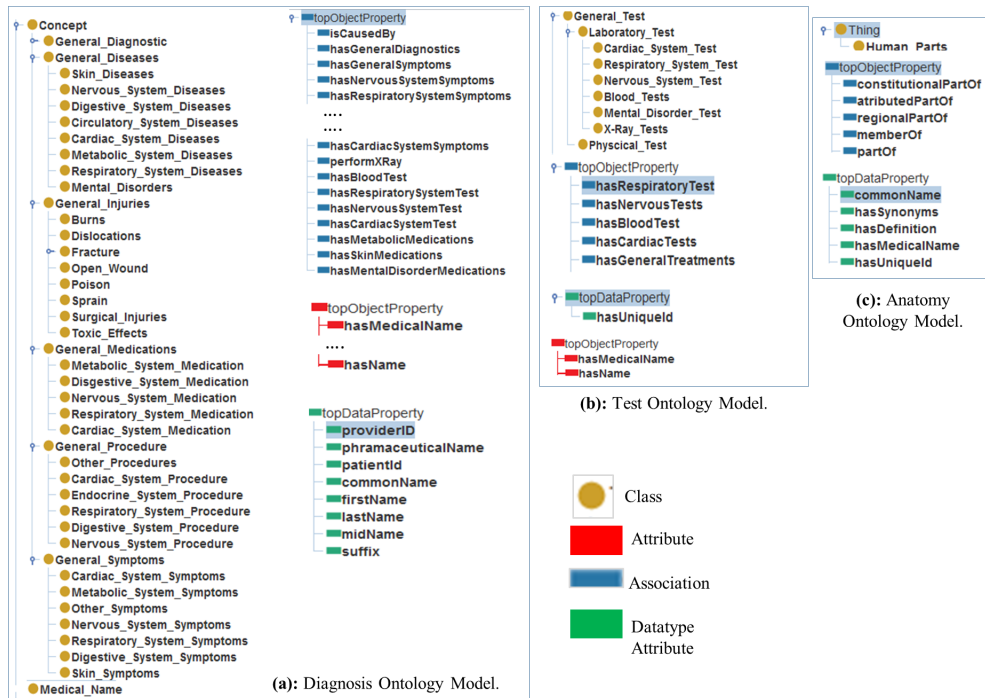 Concept
General_Diagnostic
General_Diseases
Skin_Diseases
Nervous_System_Diseases
Digestive_System_Diseases
Circulatory_System_Diseases
Cardiac_System_Diseases
Metabolic_System_Diseases
Respiratory_System_Diseases
Mental_Disorders
General_Injuries
Burns
Dislocations
Fracture
Open_Wound
Poison
Sprain
Surgical_Injuries
Toxic_Effects
General_Medications
Metabolic_System_Medication
Disgestive_System_Medication
Nervous_System_Medication
Respiratory_System_Medication
Cardiac_System_Medication
General_Procedure
Other_Procedures
Cardiac_System_Procedure
Endocrine_System_Procedure
Respiratory_System_Procedure
Digestive_System_Procedure
Nervous_System_Procedure
General_Symptoms
Cardiac_System_Symptoms
Metabolic_System_Symptoms
Other_Symptoms
Nervous_System_Symptoms
Respiratory_System_Symptoms
Digestive_System_Symptoms
Skin_Symptoms
Medical_Name
topObjectProperty
isCausedBy
hasGeneralDiagnostics
hasGeneralSymptoms
hasNervousSystemSymptoms
hasRespiratorySystemSymptoms
....
....
hasCardiacSystemSymptoms
performXRay
hasBloodTest
hasRespiratorySystemTest
hasNervousSystemTest
hasCardiacSystemTest
hasMetabolicMedications
hasSkinMedications
hasMentalDisorderMedications
topObjectProperty
hasMedicalName
....
hasName
topDataProperty
providerID
phramaceuticalName
patientId
commonName
firstName
lastName
midName
suffix
(a): Diagnosis Ontology Model.
General_Test
Laboratory_Test
Cardiac_System_Test
Respiratory_System_Test
Nervous_System_Test
Blood_Tests
Mental_Disorder_Test
X-Ray_Tests
Physcical_Test
topObjectProperty
hasRespiratoryTest
hasNervousTests
hasBloodTest
hasCardiacTests
hasGeneralTreatments
topDataProperty
hasUniqueId
topObjectProperty
hasMedicalName
hasName
(b): Test Ontology Model.
Thing
Human_Parts
topObjectProperty
constitutionalPartOf
atributedPartOf
regionalPartOf
memberOf
partOf
topDataProperty
commonName
hasSynonyms
hasDefinition
hasMedicalName
hasUniqueId
(c): Anatomy
Ontology Model.
Class
Attribute
Association
Datatype
Attribute